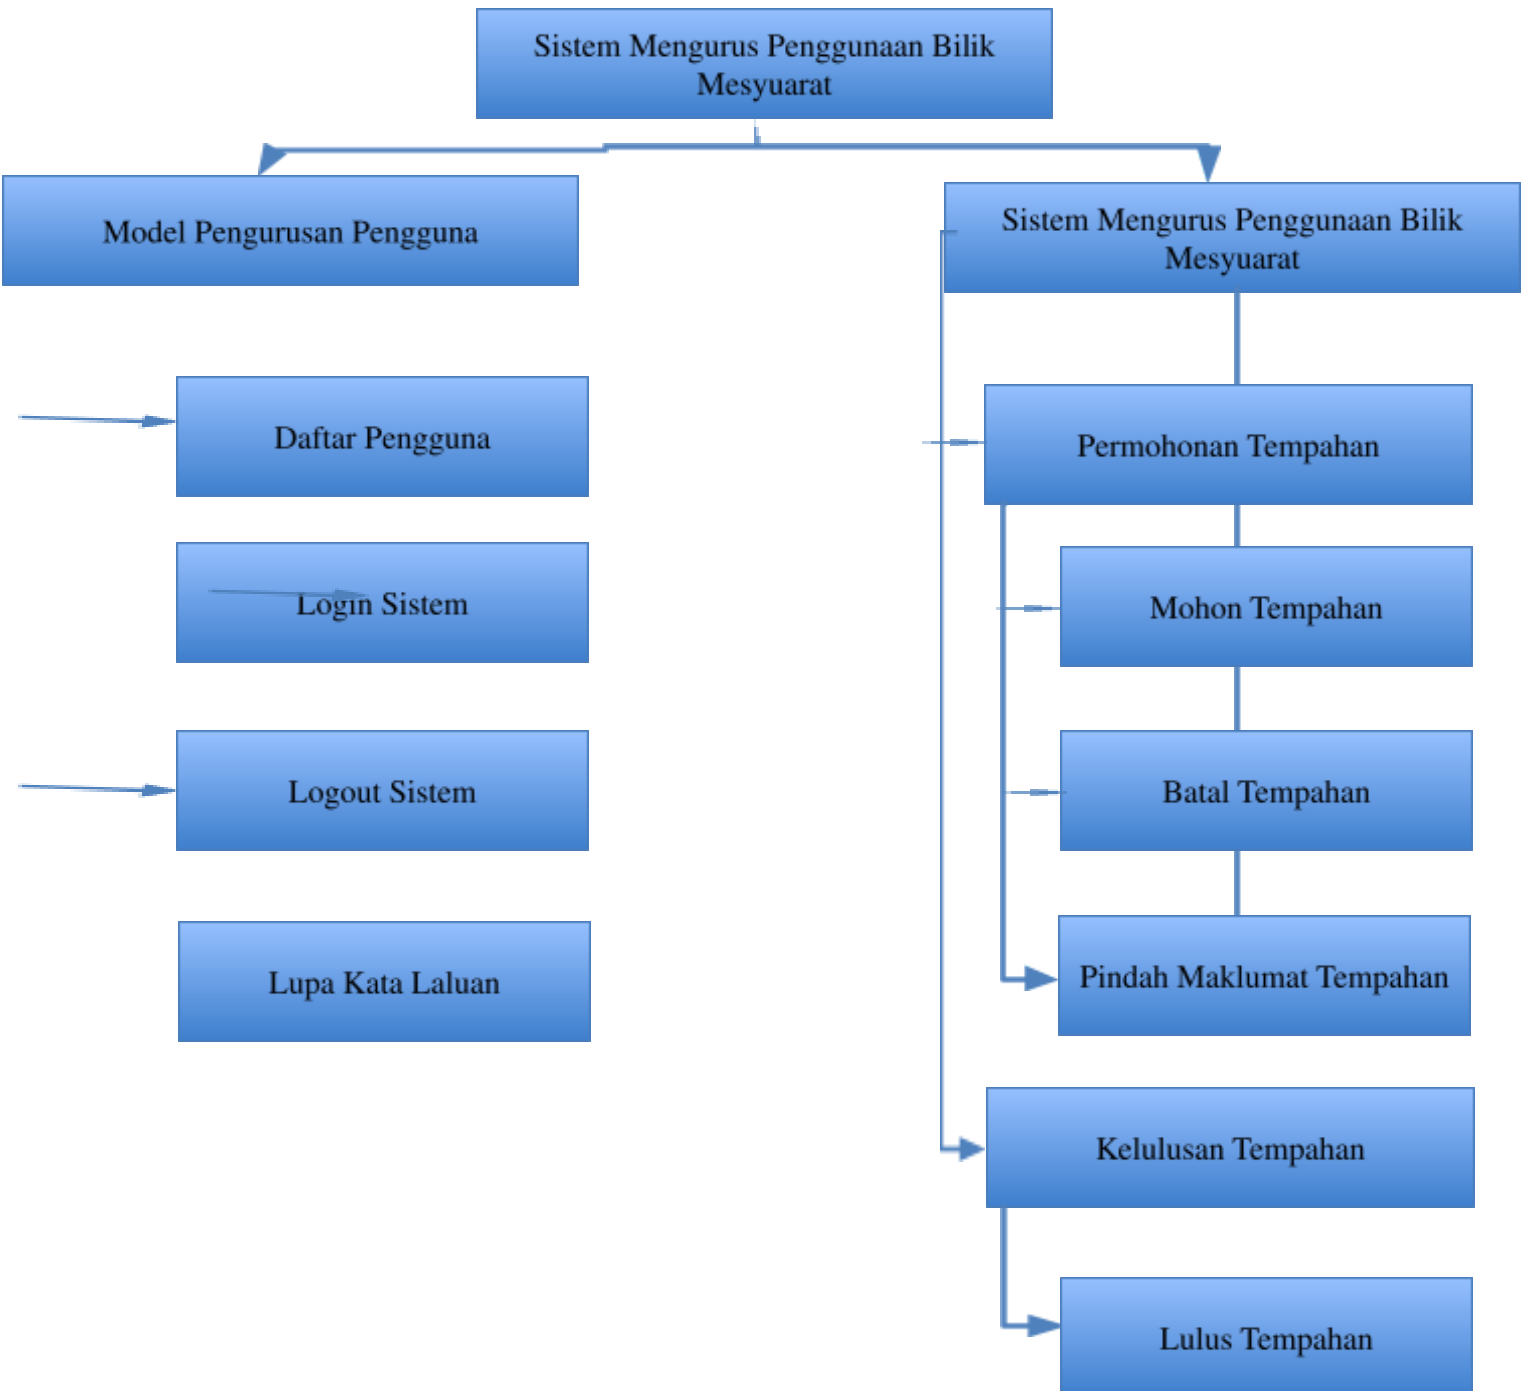 Sistem Mengurus Penggunaan Bilik
Mesyuarat
Model Pengurusan Pengguna
Sistem Mengurus Penggunaan Bilik
Mesyuarat
Daftar Pengguna
Permohonan Tempahan
Login Sistem
Mohon Tempahan
Logout Sistem
Batal Tempahan
Lupa Kata Laluan
Pindah Maklumat Tempahan
Kelulusan Tempahan
Lulus Tempahan